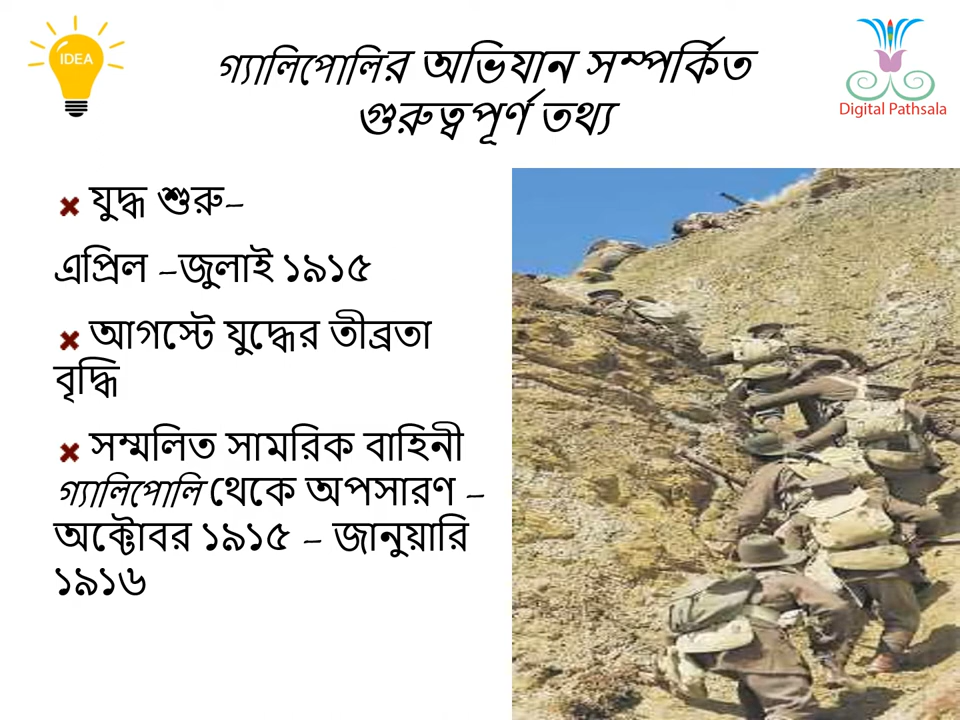 IDEA
গ্যালিপোলির অভিযান সম্পর্কিত
গুরুত্বপূর্ণ তথ্য
Digital Pathsala
যুদ্ধ শুরু–
এপ্রিল –জুলাই ১৯১৫
আগস্টে যুদ্ধের তীব্রতা
বৃদ্ধি
সম্মলিত সামরিক বাহিনী
গ্যালিপোলি থেকে অপসারণ –
অক্টোবর ১৯১৫ – জানুয়ারি
১৯১৬